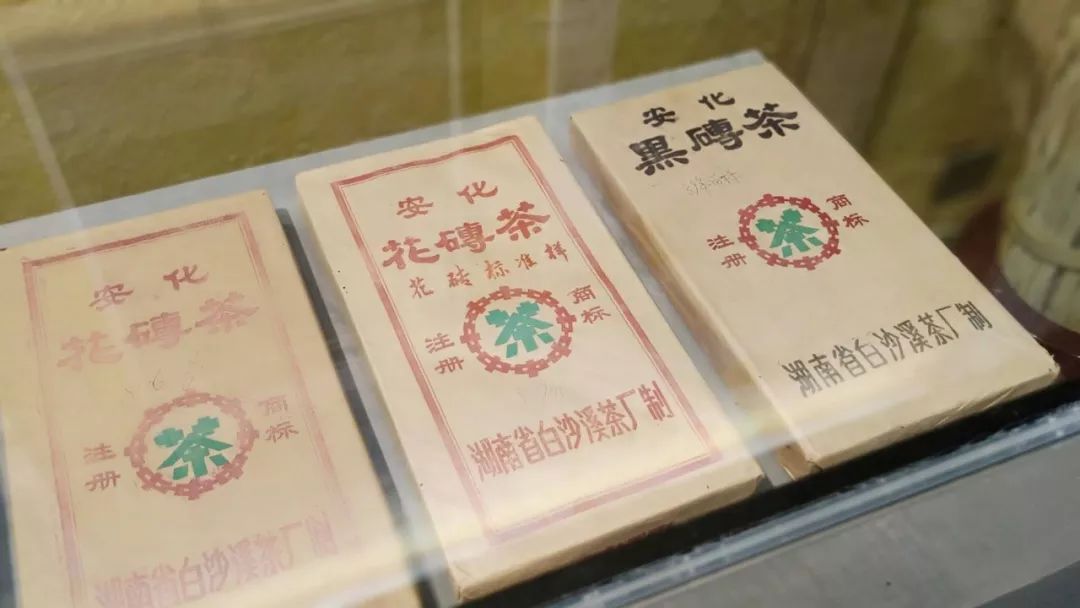 安化
花磚茶
注册
茶
商标
湖南省白沙溪茶厂制
安化
花磚茶
花砖标准样
注册
茶
商标
湖南省白沙溪茶厂制
安化
黒磚茶
注册
茶
商标
湖南省白沙溪茶厂制